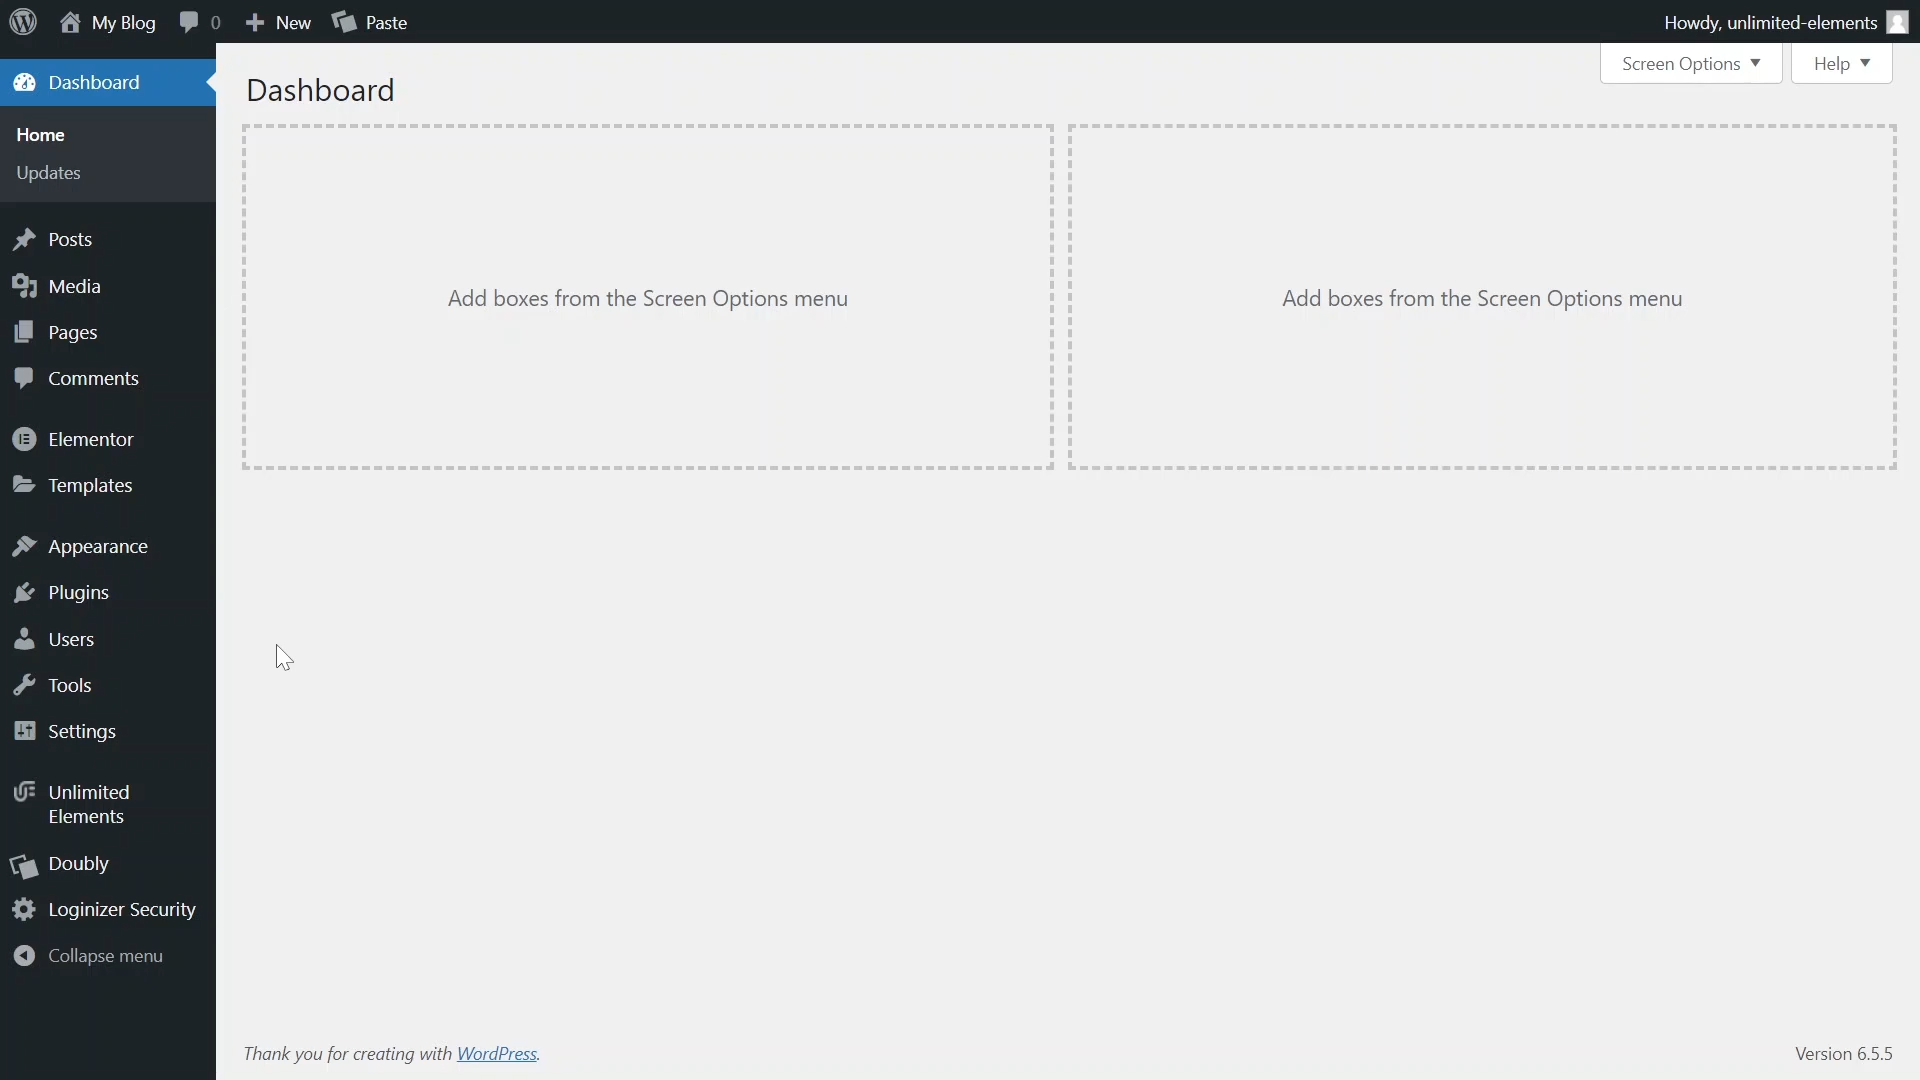 My Blog
0
New
Paste
Howdy, unlimited-elements
Dashboard
Home
Updates
Posts
Media
Pages
Comments
Elementor
Templates
Appearance
Plugins
Users
Tools
Settings
Unlimited
Elements
Doubly
Loginizer Security
Collapse menu
Screen Options
Help
Dashboard
Add boxes from the Screen Options menu
Add boxes from the Screen Options menu
Thank you for creating with WordPress.
Version 6.5.5